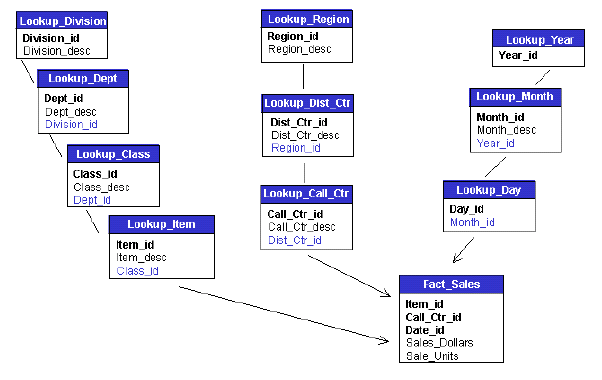 Lookup_Division
Division_id
Division_desc
Lookup_Dept
Dept_id
Dept_desc
Division_id
Lookup_Class
Class_id
Class_desc
Dept_id
Lookup_Item
Item_id
Item_desc
Class_id
Lookup_Region
Region_id
Region_desc
Lookup_Dist_Ctr
Dist_Ctr_id
Dist_Ctr_desc
Region_id
Lookup_Call_Ctr
Call_Ctr_id
Call_Ctr_desc
Dist_Ctr_id
Lookup_Year
Year_id
Lookup_Month
Month_id
Month_desc
Year_id
Lookup_Day
Day_id
Month_id
Fact_Sales
Item_id
Call_Ctr_id
Date_id
Sales_Dollars
Sale_Units